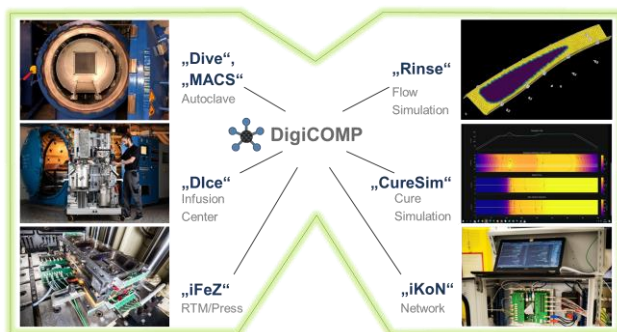 „Dive“,
„MACS“
Autoclave
„Rinse“
Flow
Simulation
DigiCOMP
„DIce“
Infusion
Center
„CureSim“
Cure
Simulation
„iFeZ“
RTM/Press
„iKoN“
Network